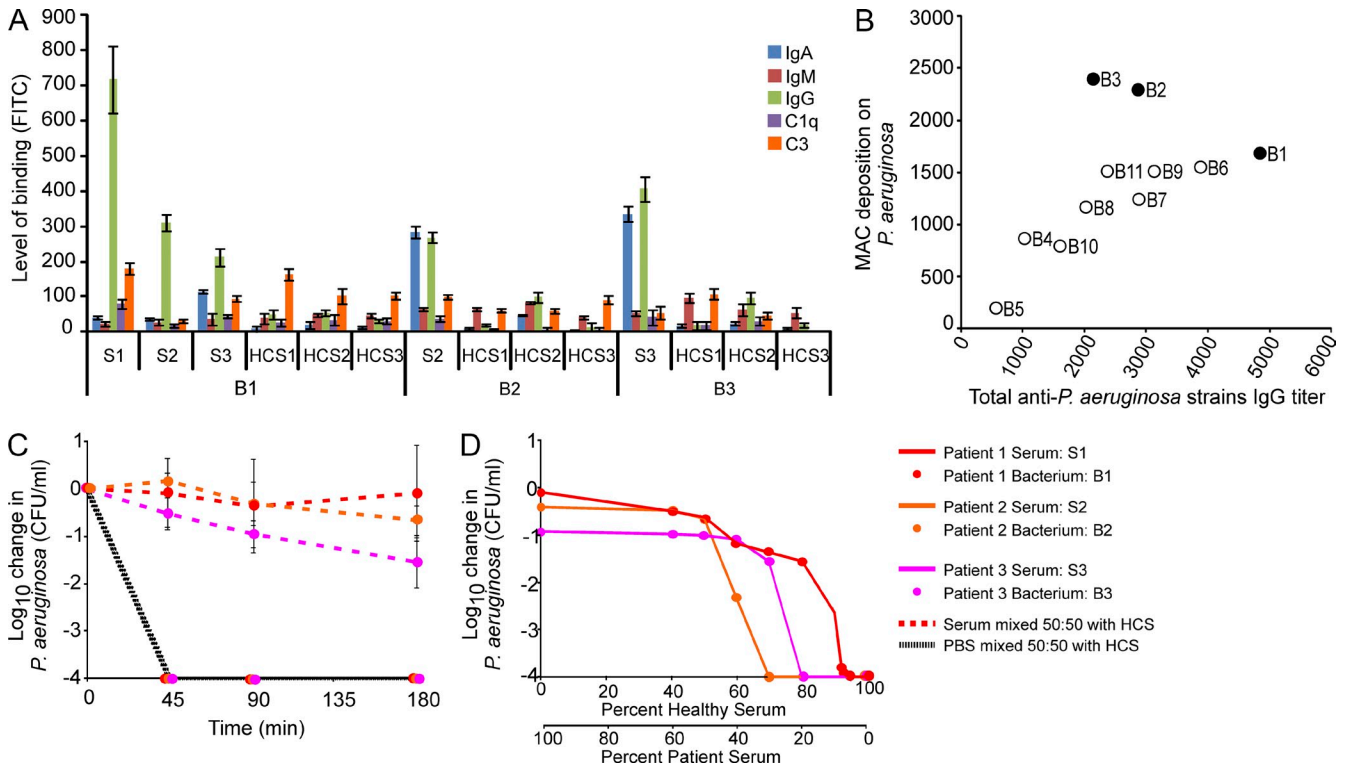 A
900
800
700
600
500
400
300
200
100
0
Level of binding (FITC)
IgA
IgM
IgG
C1q
C3
S1 S2 S3 HCS1 HCS2 HCS3 S2 HCS1 HCS2 HCS3 S3 HCS1 HCS2 HCS3
B1 B2 B3
B
3000
2500
2000
1500
1000
500
0
MAC deposition on
P. aeruginosa
B3
B2
B1
B11
B9
B6
B7
B8
B4
B10
B5
0 1000 2000 3000 4000 5000 6000
Total anti-P. aeruginosa strains IgG titer
C
1
0
-1
-2
-3
-4
Log10 change in
P. aeruginosa (CFU/ml)
0 45 90 135 180
Time (min)
D
1
0
-1
-2
-3
-4
Log10 change in
P. aeruginosa (CFU/ml)
0 20 40 60 80 100
Percent Healthy Serum
100 80 60 40 20 0
Percent Patient Serum
Patient 1 Serum: S1
Patient 1 Bacterium: B1
Patient 2 Serum: S2
Patient 2 Bacterium: B2
Patient 3 Serum: S3
Patient 3 Bacterium: B3
Serum mixed 50:50 with HCS
PBS mixed 50:50 with HCS